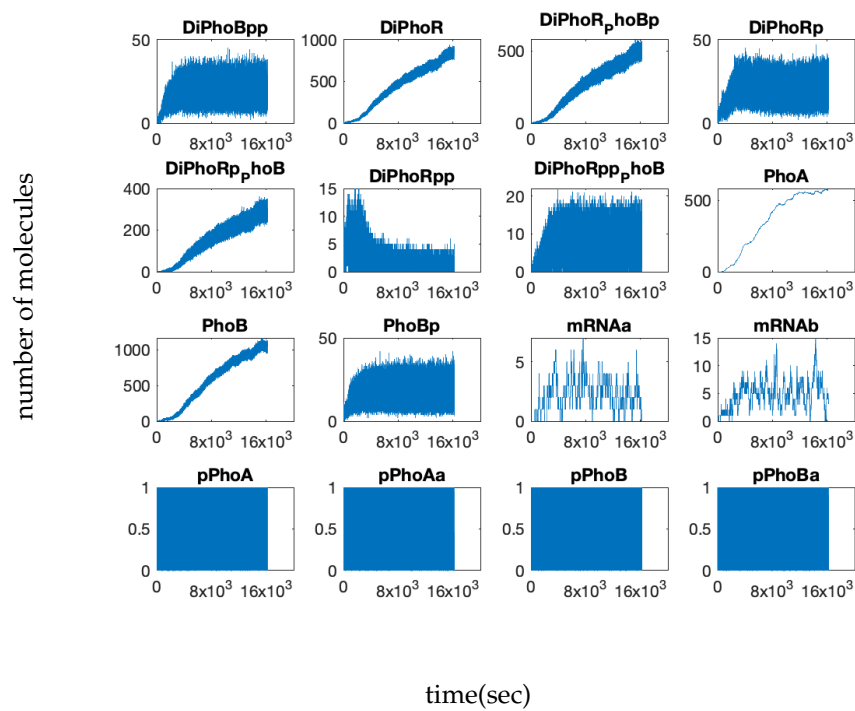 DiPhoBpp DiPhoR DiPhoR_PhoBp DiPhoRp
50 1000 500 50
500
0 0 0 0
0 8x10³ 16x10³ 0 8x10³ 16x10³ 0 8x10³ 16x10³ 0 8x10³ 16x10³
DiPhoRp_PhoB DiPhoRpp DiPhoRpp_PhoB PhoA
400 15 20 500
200 10 10
5
0 0 0 0
0 8x10³ 16x10³ 0 8x10³ 16x10³ 0 8x10³ 16x10³ 0 8x10³ 16x10³
number of molecules
PhoB PhoBp mRNAa mRNAb
1000 50 5 15
500 10
5
0 0 0 0
0 8x10³ 16x10³ 0 8x10³ 16x10³ 0 8x10³ 16x10³ 0 8x10³ 16x10³
pPhoA pPhoAa pPhoB pPhoBa
1 1 1 1
0.5 0.5 0.5 0.5
0 0 0 0
0 8x10³ 16x10³ 0 8x10³ 16x10³ 0 8x10³ 16x10³ 0 8x10³ 16x10³
time(sec)